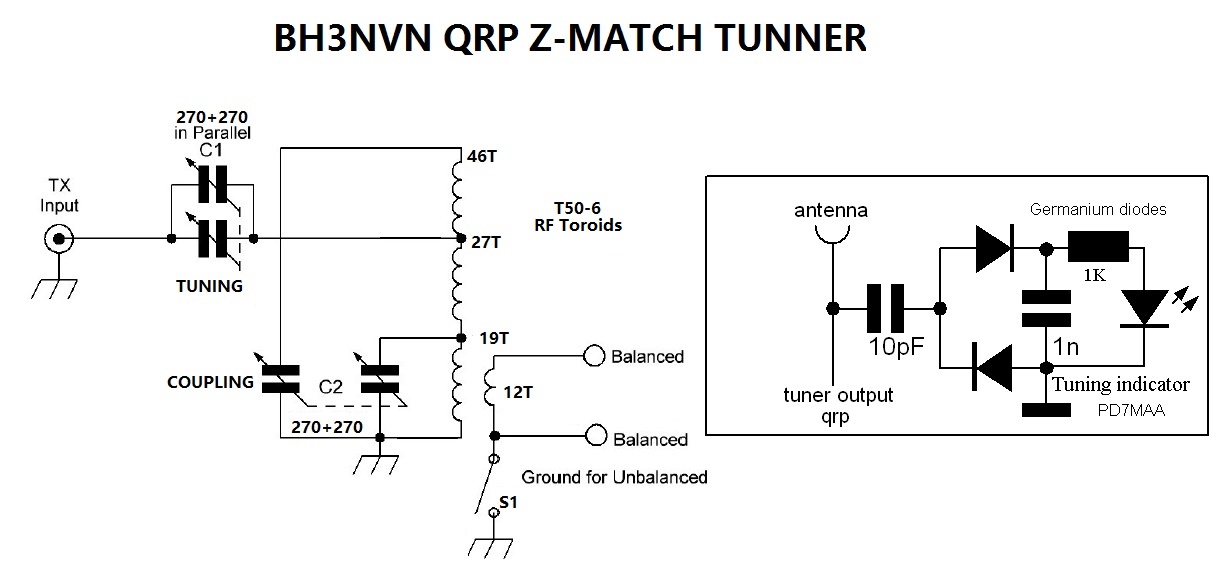 BH3NVN QRP Z-MATCH TUNNER
270+270
in Parallel
C1
TX
Input
TUNING
46T
27T
T50-6
RF Toroids
19T
COUPLING
C2
270+270
12T
Balanced
Balanced
Ground for Unbalanced
S1
antenna
Germanium diodes
1K
10pF
1n
tuner output
qrp
Tuning indicator
PD7MAA